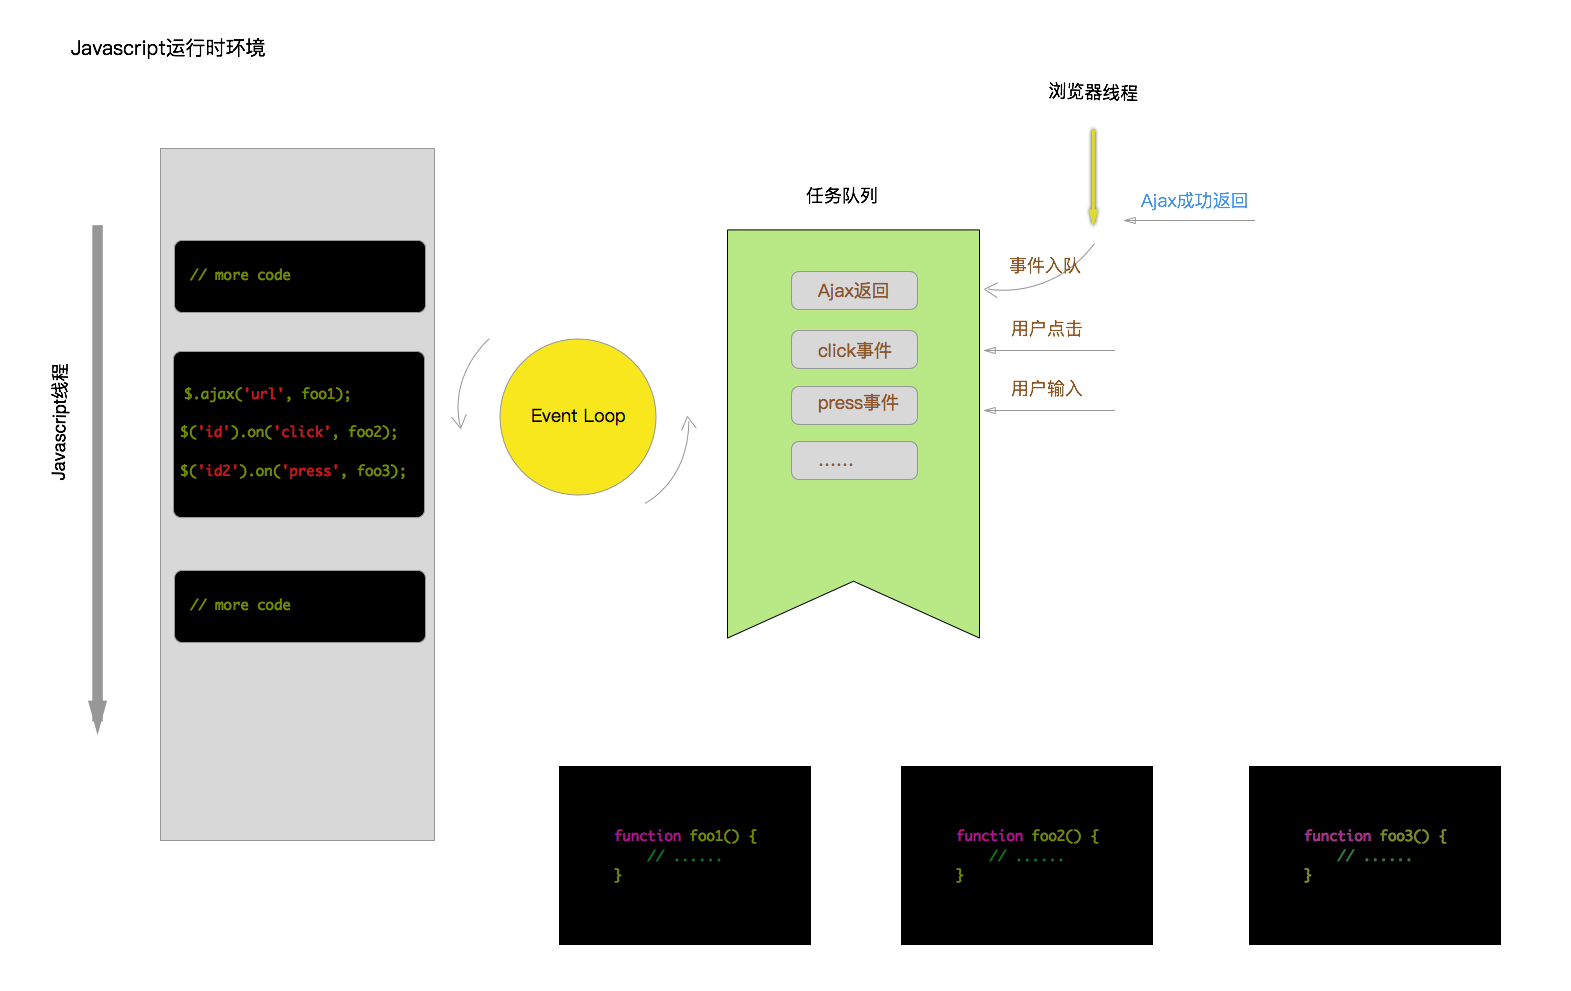 Javascript运行时环境
浏览器线程
任务队列
Ajax成功返回
事件入队
用户点击
用户输入
Javascript线程
// more code
$.ajax('url', foo1);
$('id').on('click', foo2);
$('id2').on('press', foo3);
// more code
Event Loop
Ajax返回
click事件
press事件
......
function foo1() {
// ......
}
function foo2() {
// ......
}
function foo3() {
// ......
}